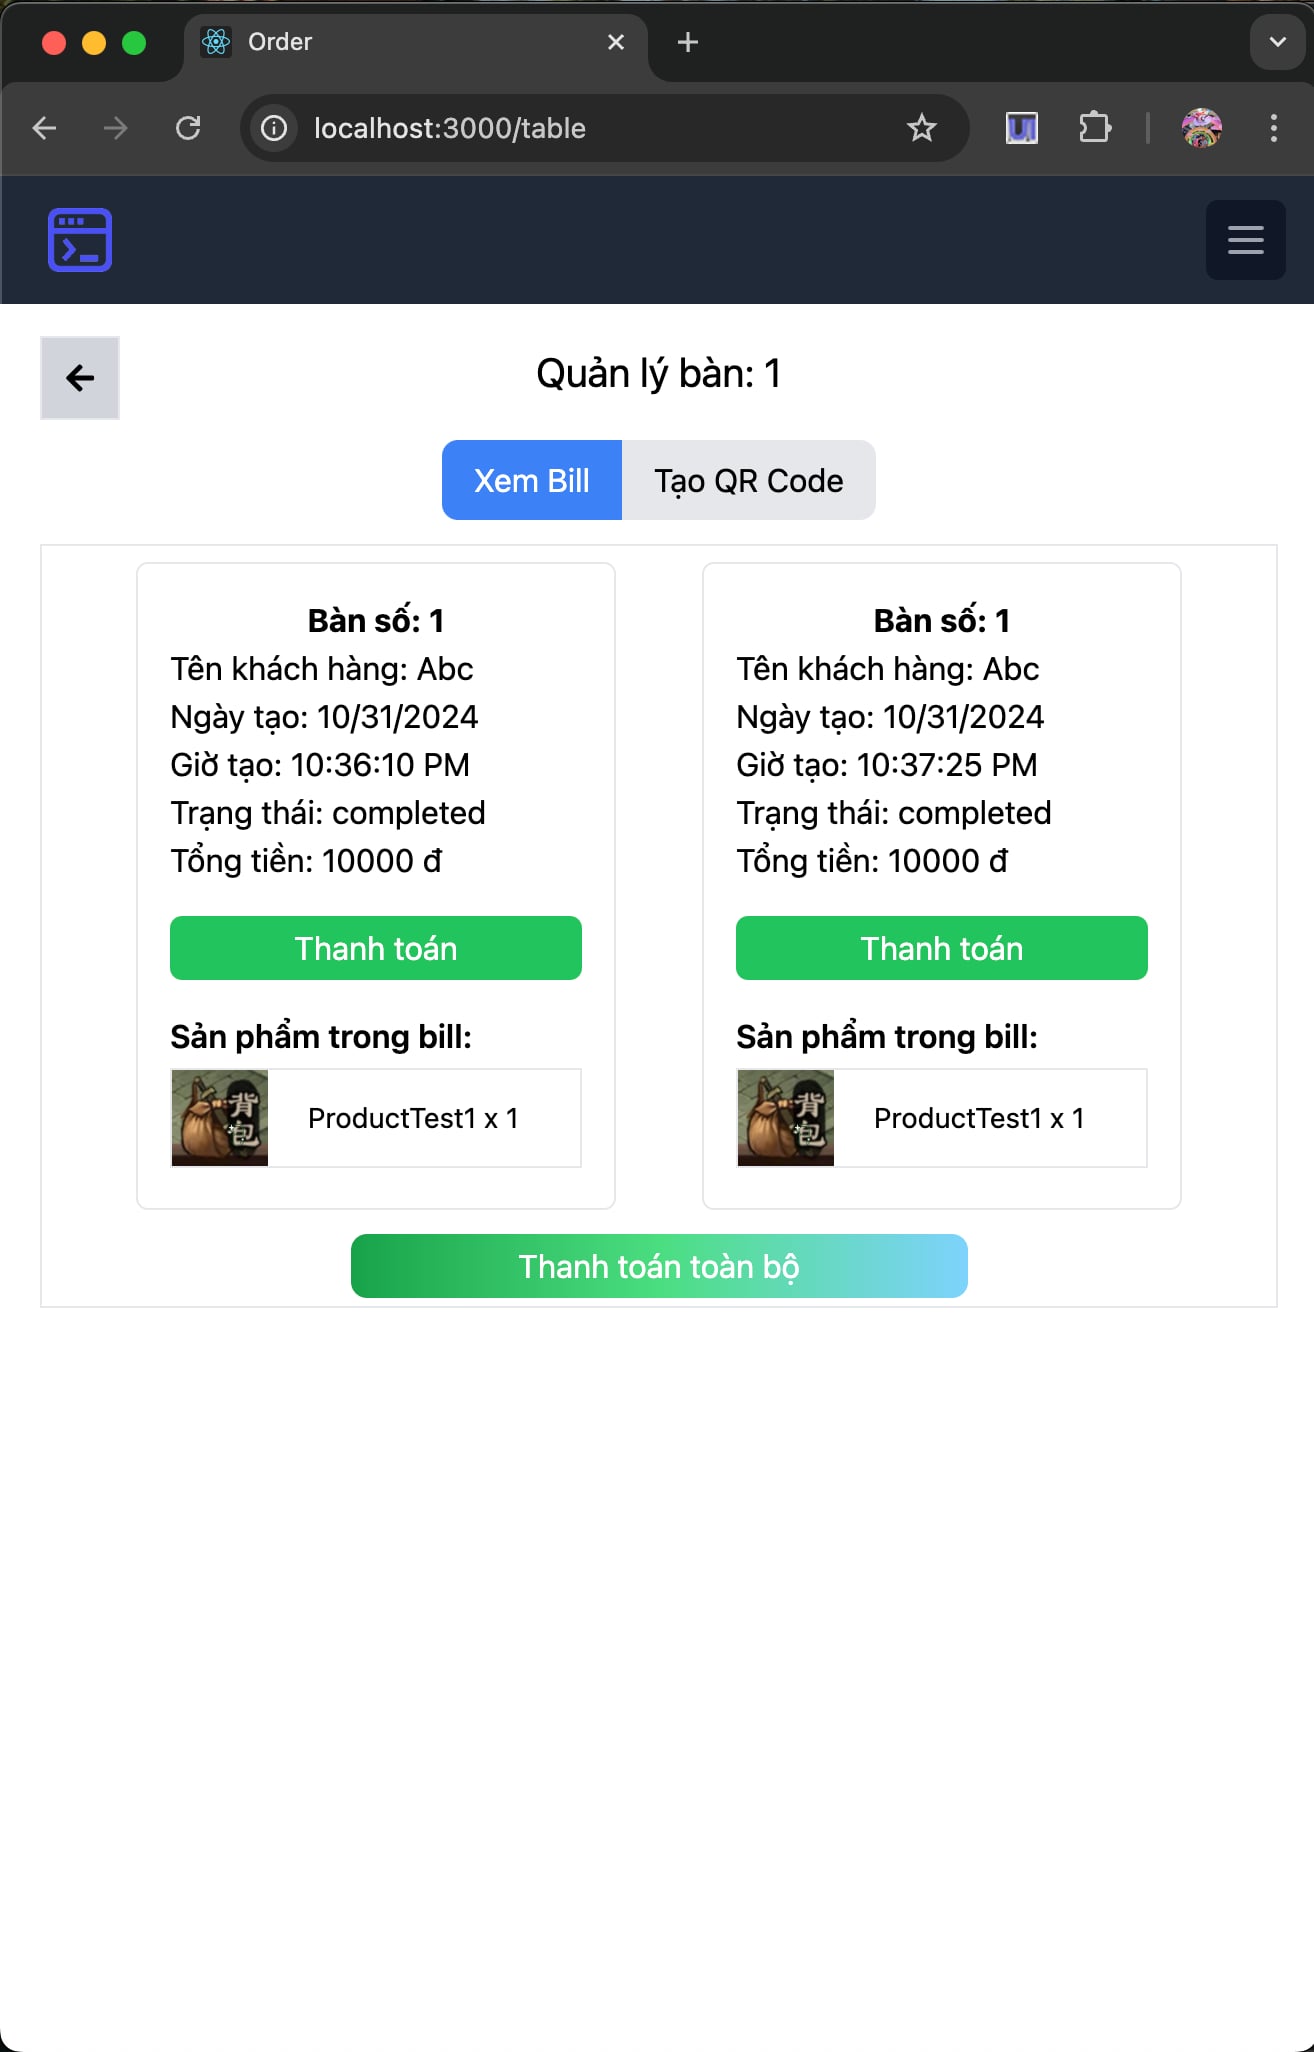 Order
localhost:3000/table
UI
Quản lý bàn: 1
Xem Bill
Tạo QR Code
Bàn số: 1
Tên khách hàng: Abc
Ngày tạo: 10/31/2024
Giờ tạo: 10:36:10 PM
Trạng thái: completed
Tổng tiền: 10000 đ
Thanh toán
Sản phẩm trong bill:
背包
ProductTest1 x 1
Bàn số: 1
Tên khách hàng: Abc
Ngày tạo: 10/31/2024
Giờ tạo: 10:37:25 PM
Trạng thái: completed
Tổng tiền: 10000 đ
Thanh toán
Sản phẩm trong bill:
背包
ProductTest1 x 1
Thanh toán toàn bộ